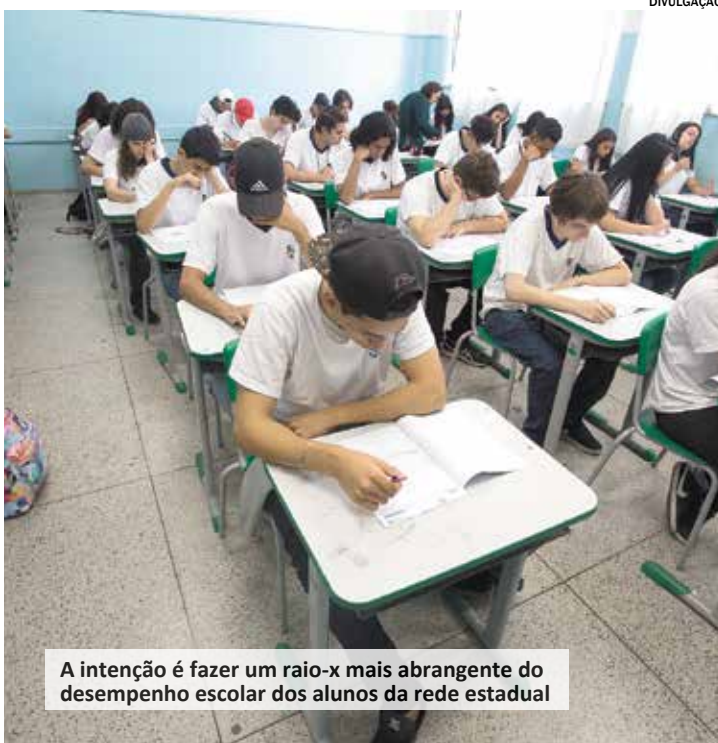 DIVULGAÇÃO
A intenção é fazer um raio-x mais abrangente do
desempenho escolar dos alunos da rede estadual